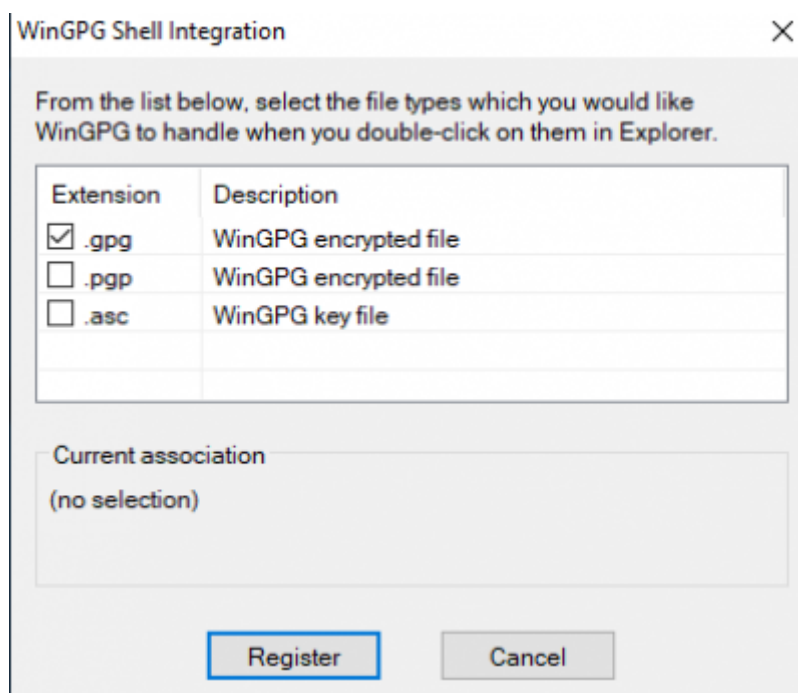 WinGPG Shell Integration
From the list below, select the file types which you would like
WinGPG to handle when you double-click on them in Explorer.
Extension Description
.gpg WinGPG encrypted file
.pgp WinGPG encrypted file
.asc WinGPG key file
Current association
(no selection)
Register Cancel